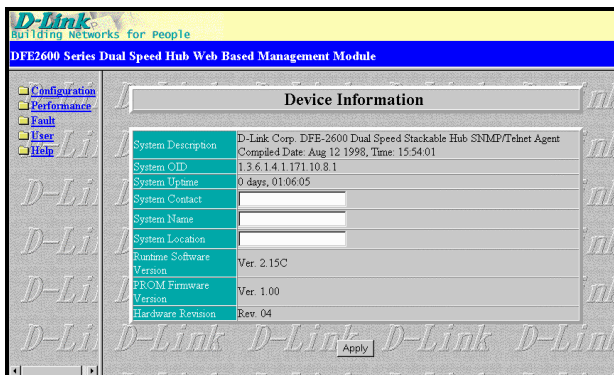 D-Link
Building Networks for People
DFE2600 Series Dual Speed Hub Web Based Management Module
Configuration
Performance
Fault
User
Help
Device Information
System Description
D-Link Corp. DFE-2600 Dual Speed Stackable Hub SNMP/Telnet Agent
Compiled Date: Aug 12 1998, Time: 15:54:01
System OID
1.3.6.1.4.1.171.10.8.1
System Uptime
0 days, 01:06:05
System Contact
System Name
System Location
Runtime Software
Version
Ver. 2.15C
PROM Firmware
Version
Ver. 1.00
Hardware Revision
Rev. 04
Apply